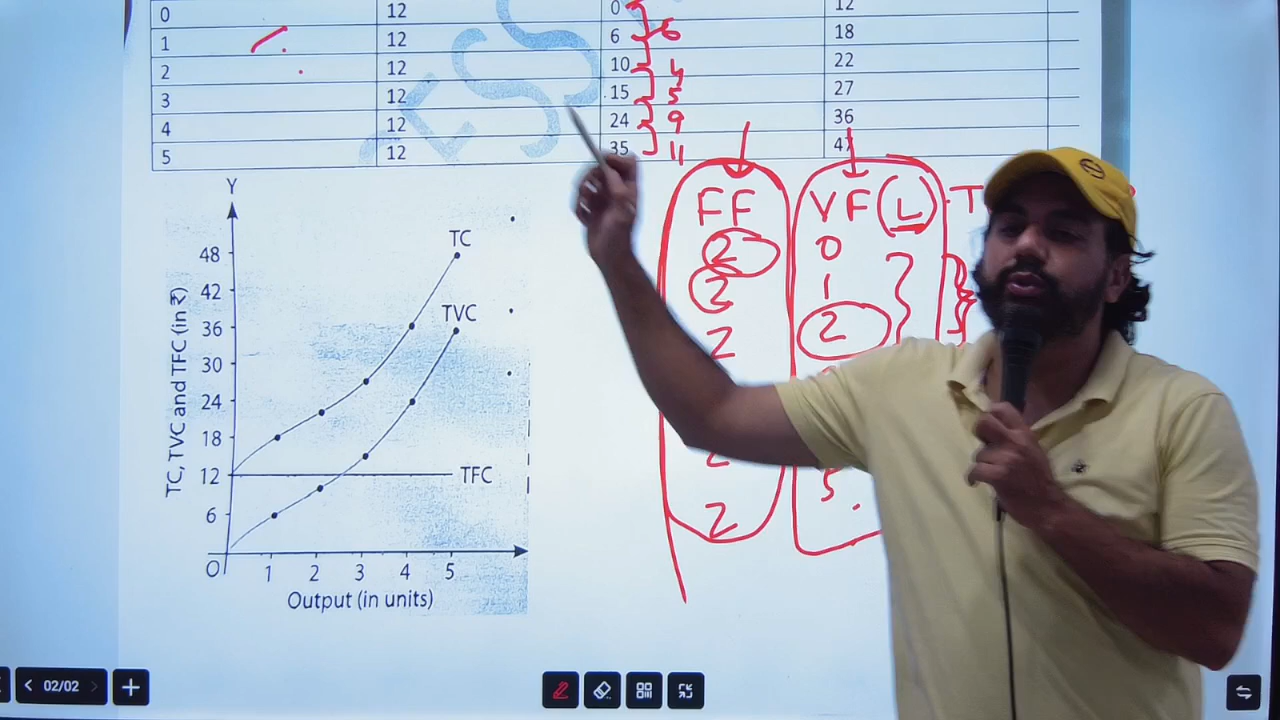 0 12 0 12
1 12 6 6 18
2 12 10 4 22
3 12 15 5 27
4 12 24 9 36
5 12 35 11
Y
TC, TVC and TFC (in ₹)
48
42
36
30
24
18
12
6
O
TC
TVC
TFC
1 2 3 4 5
Output (in units)
FF VF (L) T
2 0
2 1
2 2
2 5
02/02